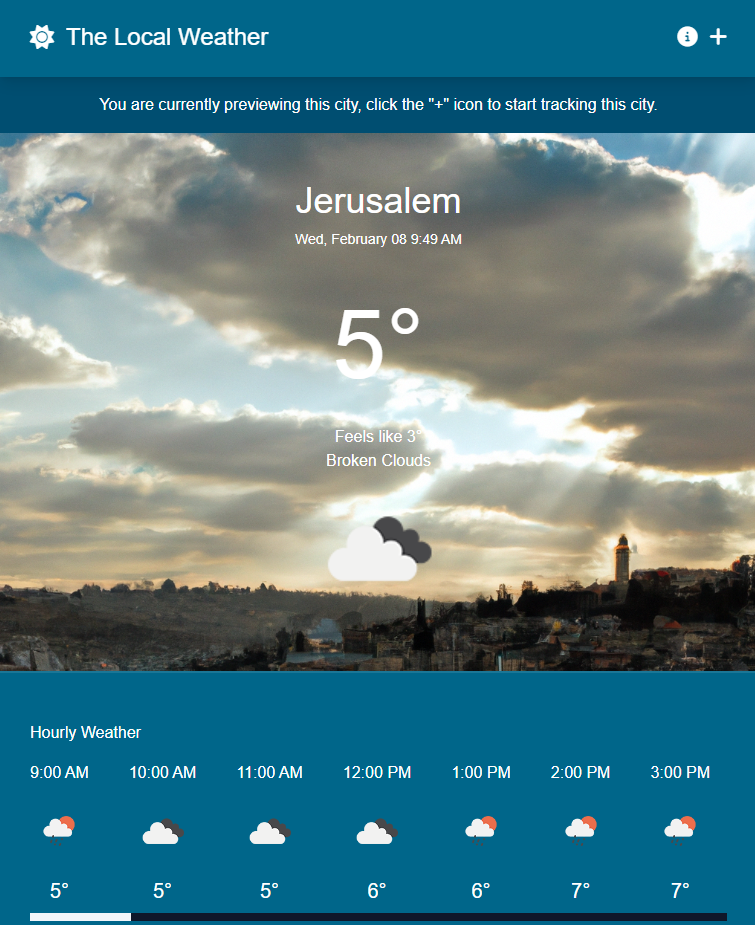 The Local Weather
You are currently previewing this city, click the "+" icon to start tracking this city.
Jerusalem
Wed, February 08 9:49 AM
5°
Feels like 3°
Broken Clouds
Hourly Weather
9:00 AM 10:00 AM 11:00 AM 12:00 PM 1:00 PM 2:00 PM 3:00 PM
5° 5° 5° 6° 6° 7° 7°